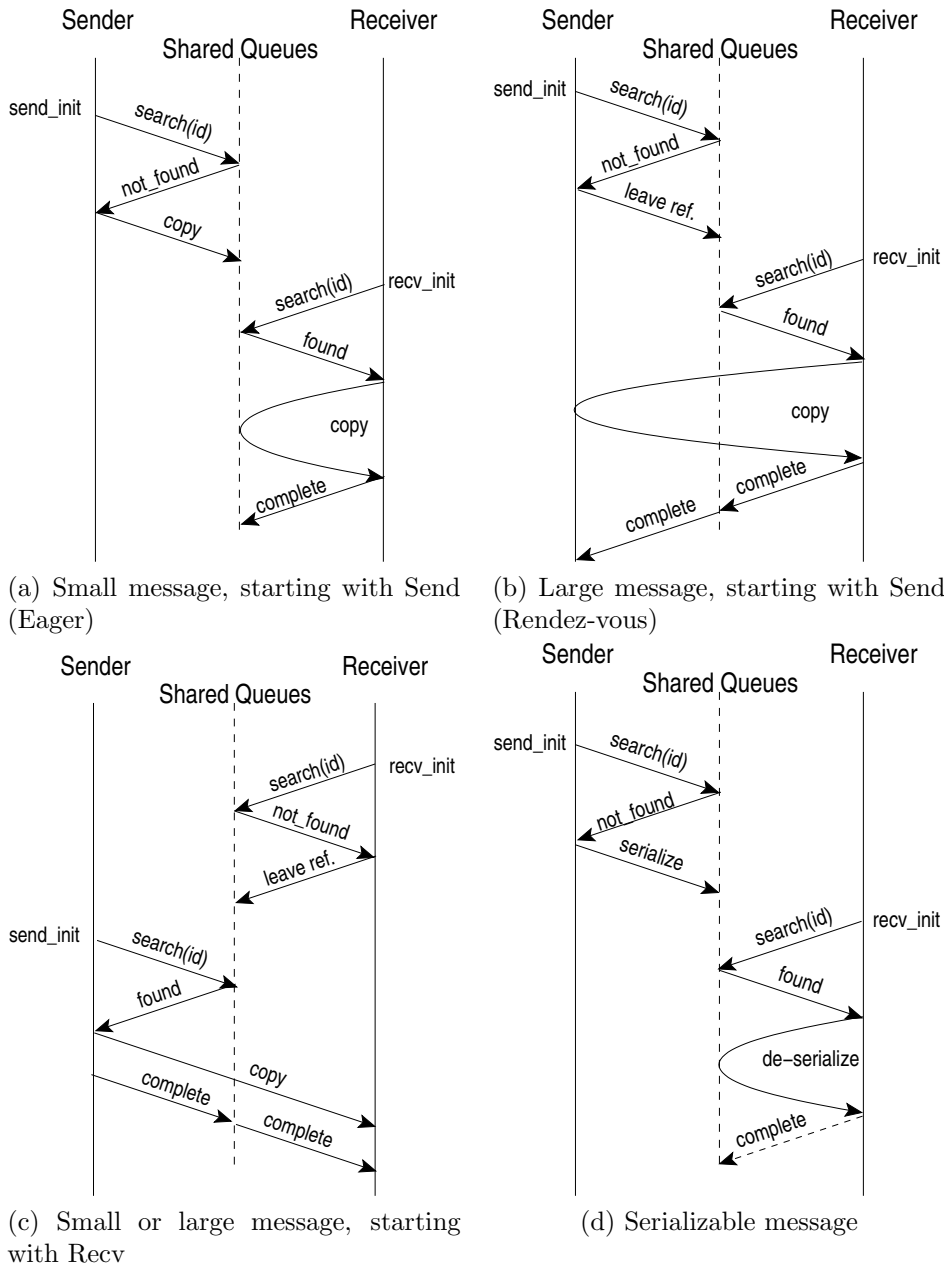 Sender
Receiver
Shared Queues
send_init
search(id)
not_found
copy
recv_init
search(id)
found
copy
complete
(a) Small message, starting with Send
(Eager)
Sender
Receiver
Shared Queues
send_init
search(id)
not_found
leave ref.
recv_init
search(id)
found
copy
complete
complete
(b) Large message, starting with Send
(Rendez-vous)
Sender
Receiver
Shared Queues
recv_init
search(id)
not_found
leave ref.
send_init
search(id)
found
copy
complete
complete
(c) Small or large message, starting
with Recv
Sender
Receiver
Shared Queues
send_init
search(id)
not_found
serialize
recv_init
search(id)
found
de-serialize
complete
(d) Serializable message